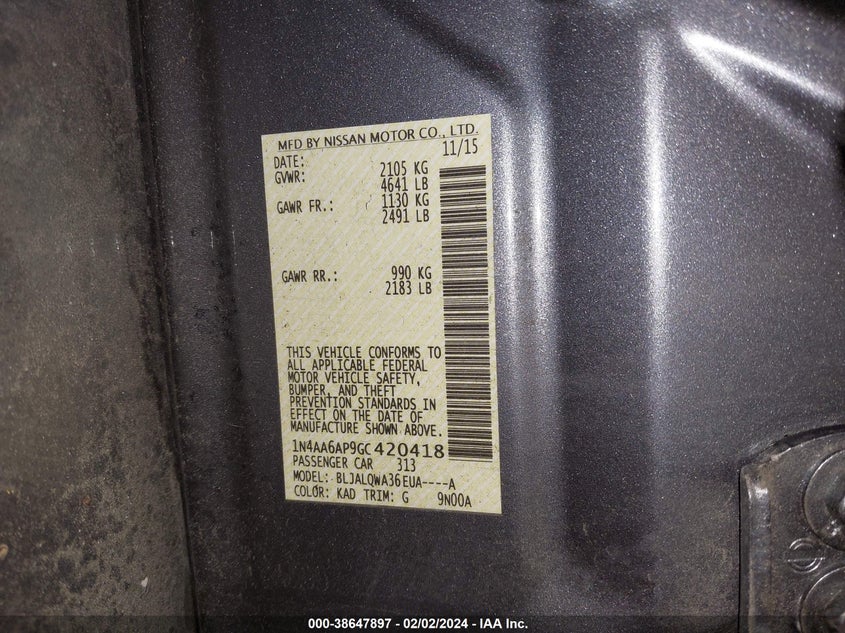 MFD BY NISSAN MOTOR CO., LTD.
DATE: 11/15
GVWR: 2105 KG
4641 LB
GAWR FR.: 1130 KG
2491 LB
GAWR RR.: 990 KG
2183 LB
THIS VEHICLE CONFORMS TO
ALL APPLICABLE FEDERAL
MOTOR VEHICLE SAFETY,
BUMPER, AND THEFT
PREVENTION STANDARDS IN
EFFECT ON THE DATE OF
MANUFACTURE SHOWN ABOVE.
1N4AA6AP9GC420418
PASSENGER CAR 313
MODEL: BLJALQWA36EUA----A
COLOR: KAD TRIM: G 9N00A
000-38647897 - 02/02/2024 - IAA Inc.